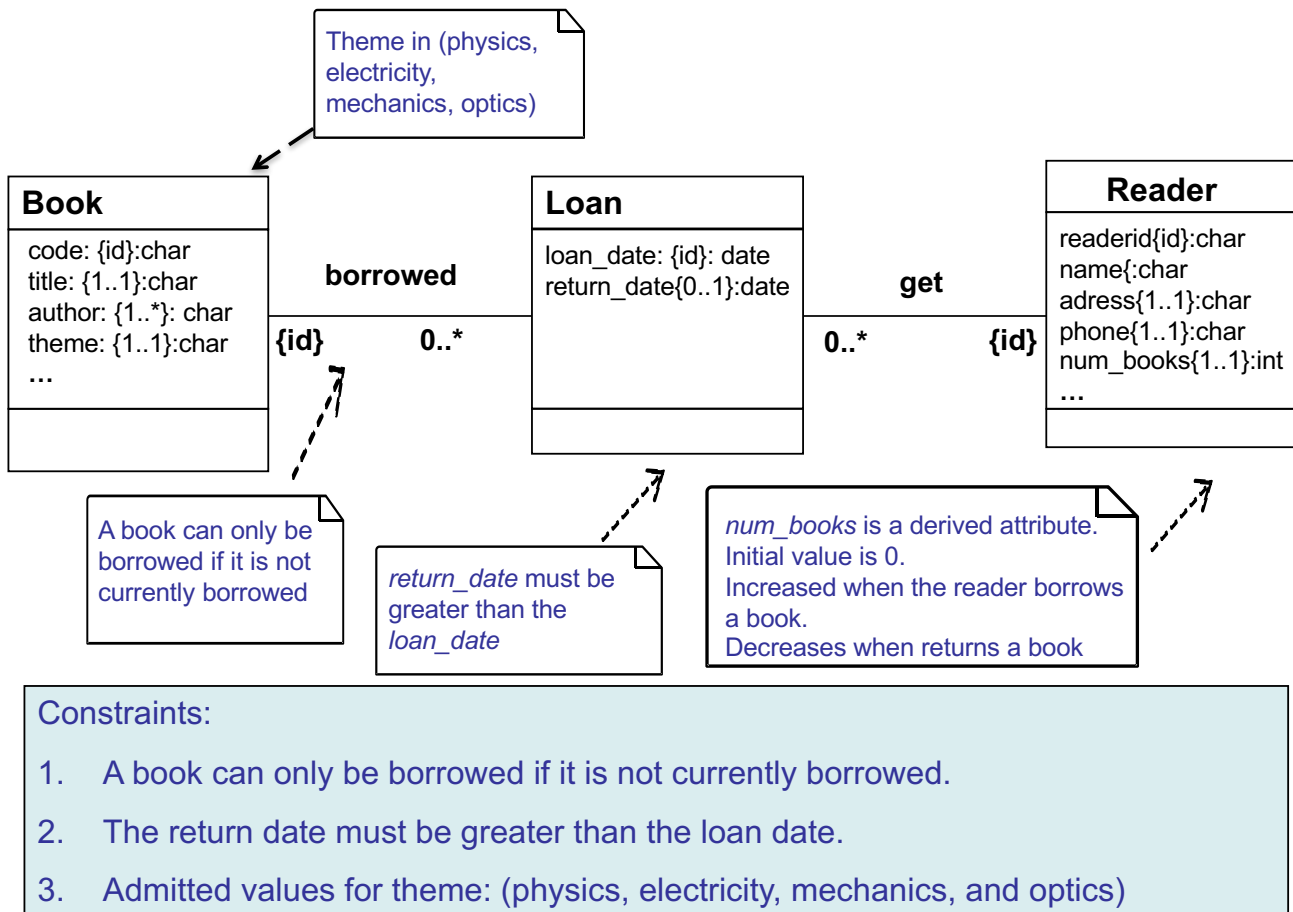 Theme in (physics,
electricity,
mechanics, optics)
Book
code: {id}:char
title: {1..1}:char
author: {1..*}: char
theme: {1..1}:char
…
borrowed
{id}
0..*
Loan
loan_date: {id}: date
return_date{0..1}:date
get
0..*
{id}
Reader
readerid{id}:char
name{:char
adress{1..1}:char
phone{1..1}:char
num_books{1..1}:int
…
A book can only be
borrowed if it is not
currently borrowed
return_date must be
greater than the
loan_date
num_books is a derived attribute.
Initial value is 0.
Increased when the reader borrows
a book.
Decreases when returns a book
Constraints:
1. A book can only be borrowed if it is not currently borrowed.
2. The return date must be greater than the loan date.
3. Admitted values for theme: (physics, electricity, mechanics, and optics)